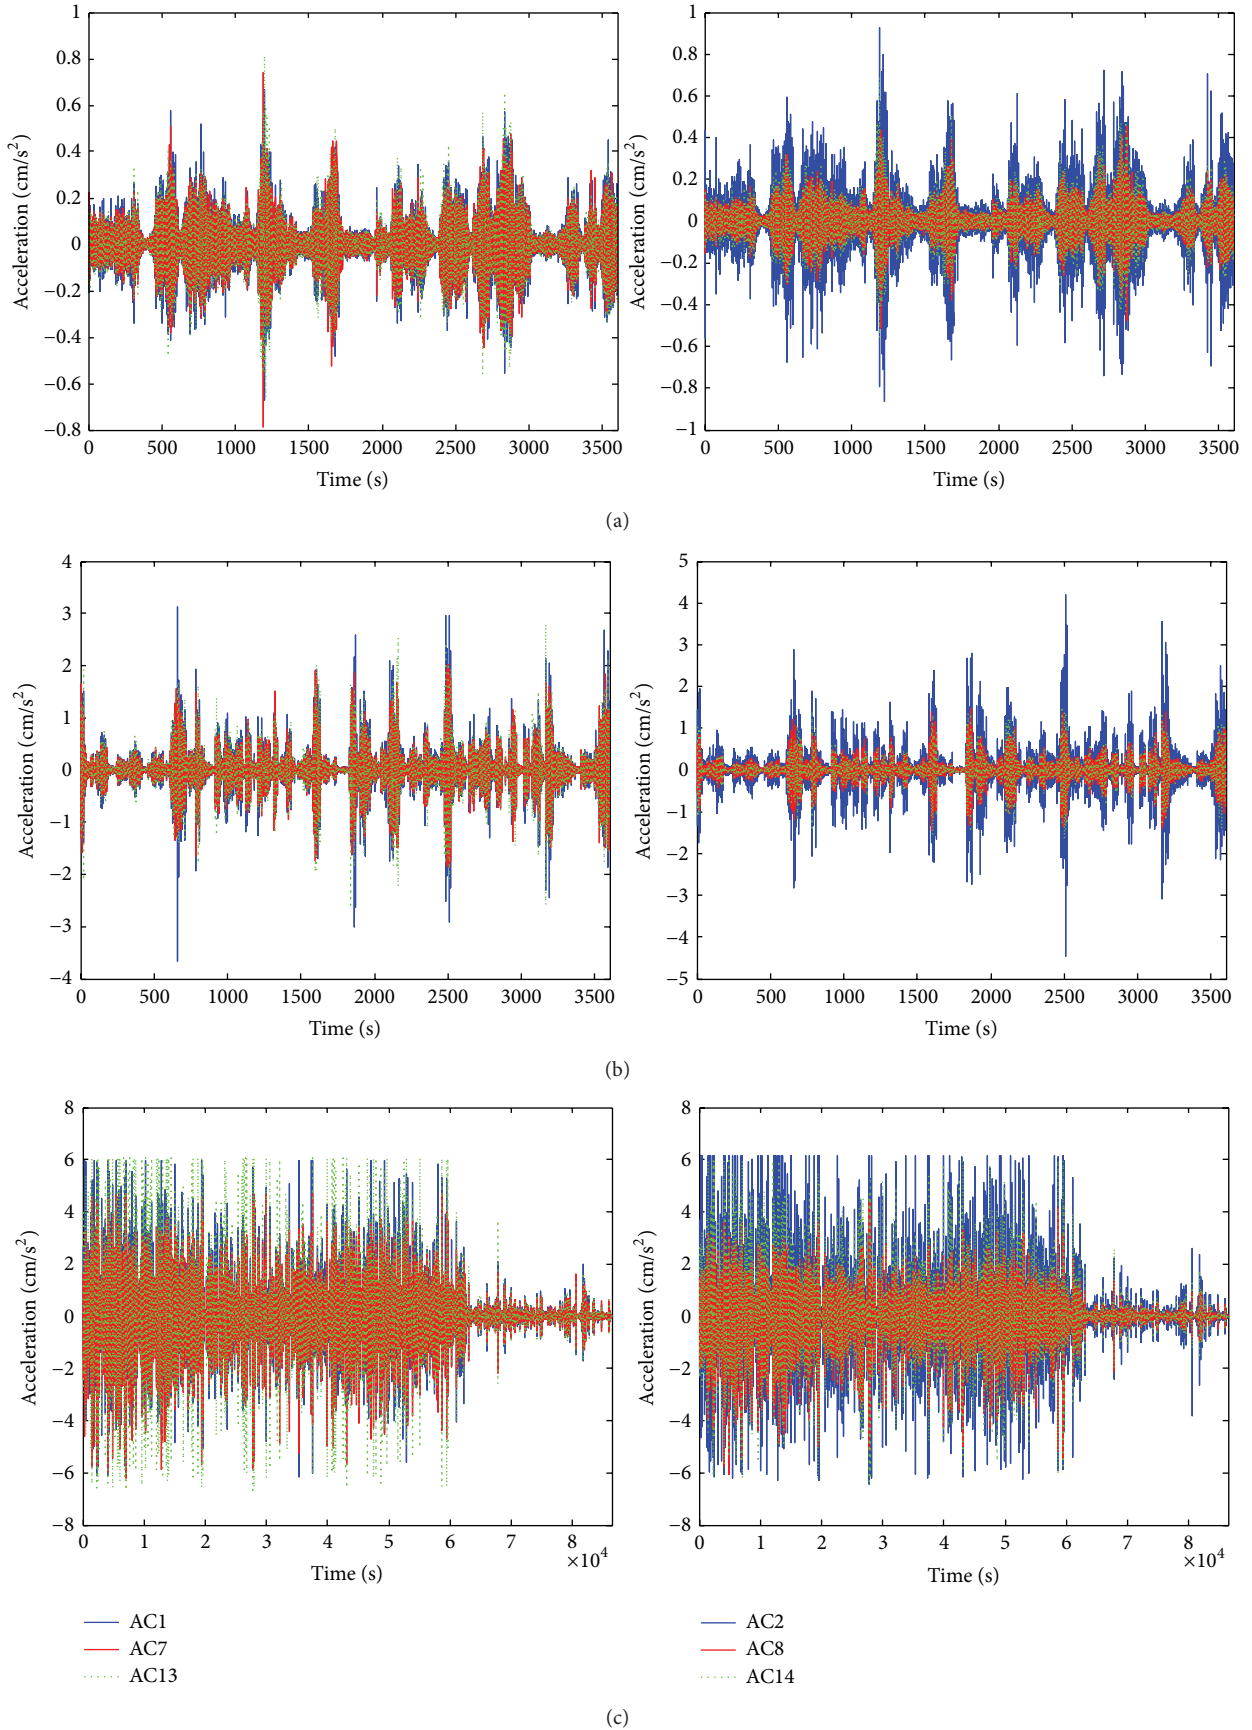 1
0.8
0.6
0.4
0.2
0
−0.2
−0.4
−0.6
−0.8
Acceleration (cm/s²)
0 500 1000 1500 2000 2500 3000 3500
Time (s)
1
0.8
0.6
0.4
0.2
0
−0.2
−0.4
−0.6
−0.8
−1
Acceleration (cm/s²)
0 500 1000 1500 2000 2500 3000 3500
Time (s)
(a)
4
3
2
1
0
−1
−2
−3
−4
Acceleration (cm/s²)
0 500 1000 1500 2000 2500 3000 3500
Time (s)
5
4
3
2
1
0
−1
−2
−3
−4
−5
Acceleration (cm/s²)
0 500 1000 1500 2000 2500 3000 3500
Time (s)
(b)
8
6
4
2
0
−2
−4
−6
−8
Acceleration (cm/s²)
0 1 2 3 4 5 6 7 8
×10⁴
Time (s)
AC1
AC7
AC13
8
6
4
2
0
−2
−4
−6
−8
Acceleration (cm/s²)
0 1 2 3 4 5 6 7 8
×10⁴
Time (s)
AC2
AC8
AC14
(c)